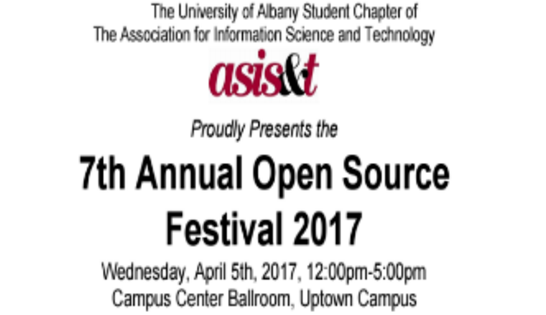 The University of Albany Student Chapter of
The Association for Information Science and Technology
asis&t
Proudly Presents the
7th Annual Open Source
Festival 2017
Wednesday, April 5th, 2017, 12:00pm-5:00pm
Campus Center Ballroom, Uptown Campus